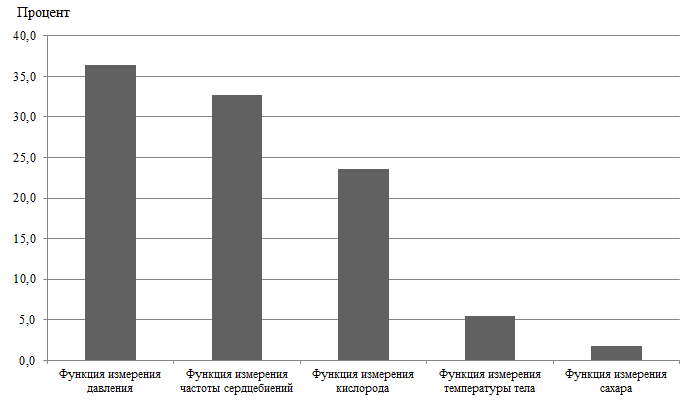 Процент
40,0
35,0
30,0
25,0
20,0
15,0
10,0
5,0
0,0
Функция измерения
давления
Функция измерения
частоты сердцебиений
Функция измерения
кислорода
Функция измерения
температуры тела
Функция измерения
сахара